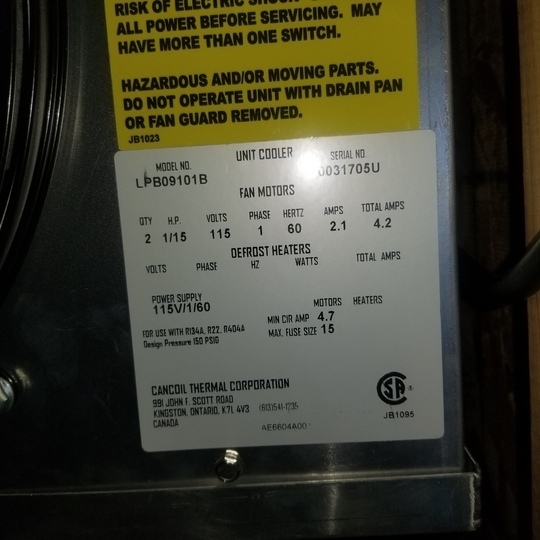 RISK OF ELECTRIC
ALL POWER BEFORE SERVICING. MAY
HAVE MORE THAN ONE SWITCH.
HAZARDOUS AND/OR MOVING PARTS.
DO NOT OPERATE UNIT WITH DRAIN PAN
OR FAN GUARD REMOVED.
JB1023
UNIT COOLER
MODEL NO. SERIAL NO.
LPB09101B 0031705U
FAN MOTORS
QTY H.P. VOLTS PHASE HERTZ AMPS TOTAL AMPS
2 1/15 115 1 60 2.1 4.2
DEFROST HEATERS
VOLTS PHASE HZ WATTS TOTAL AMPS
POWER SUPPLY MOTORS HEATERS
115V/1/60 MIN CIR AMP 4.7
MAX. FUSE SIZE 15
FOR USE WITH R134A, R22, R404A
Design Pressure 150 PSIG
CANCOIL THERMAL CORPORATION
991 JOHN F. SCOTT ROAD
KINGSTON, ONTARIO, K7L 4V3 (613)541-1235
CANADA
AE6604A00
SA ®
JB1095